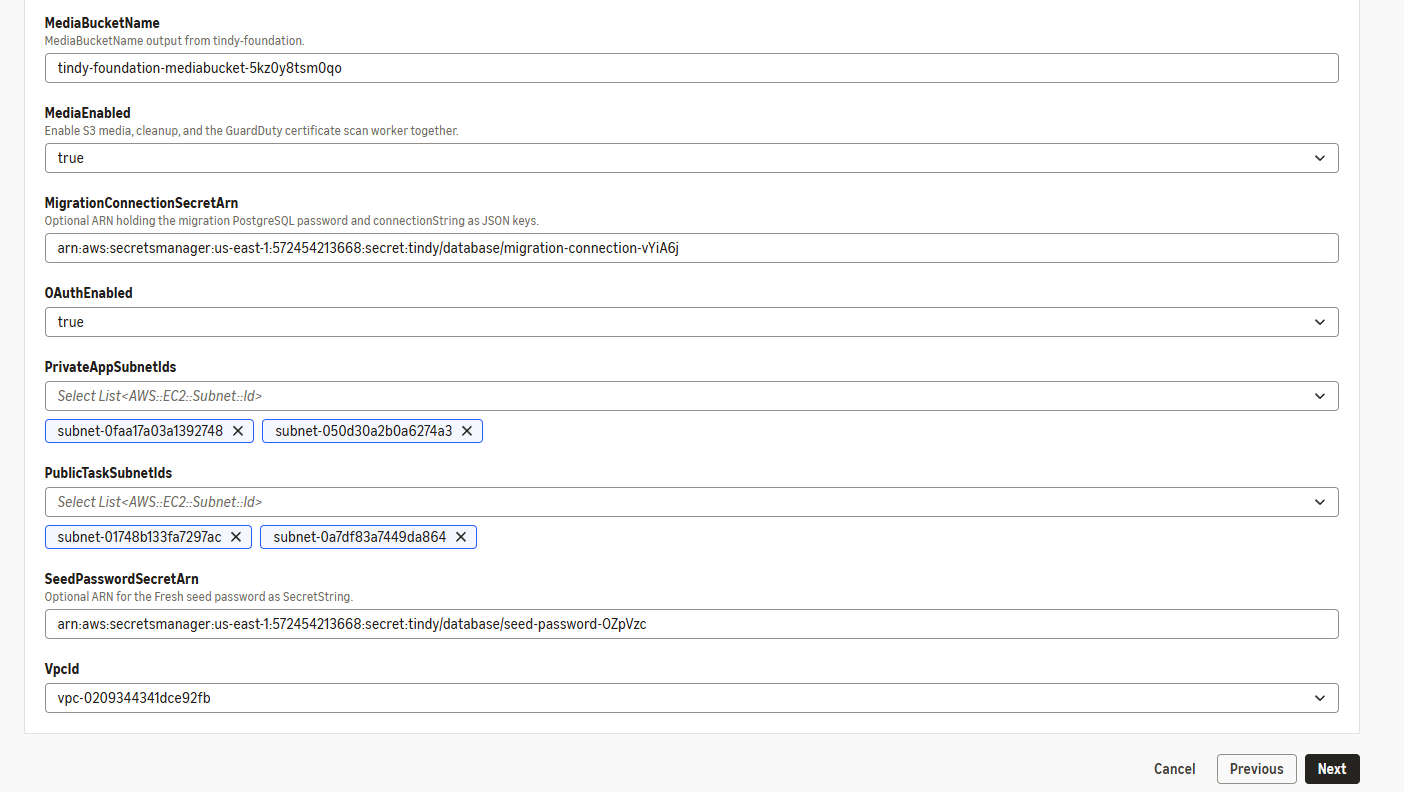 MediaBucketName
MediaBucketName output from tindy-foundation.
tindy-foundation-mediabucket-5kz0y8tsm0qo
MediaEnabled
Enable S3 media, cleanup, and the GuardDuty certificate scan worker together.
true
MigrationConnectionSecretArn
Optional ARN holding the migration PostgreSQL password and connectionString as JSON keys.
arn:aws:secretsmanager:us-east-1:572454213668:secret:tindy/database/migration-connection-vYiA6j
OAuthEnabled
true
PrivateAppSubnetIds
Select List<AWS::EC2::Subnet::Id>
subnet-0faa17a03a1392748 subnet-050d30a2b0a6274a3
PublicTaskSubnetIds
Select List<AWS::EC2::Subnet::Id>
subnet-01748b133fa7297ac subnet-0a7df83a7449da864
SeedPasswordSecretArn
Optional ARN for the Fresh seed password as SecretString.
arn:aws:secretsmanager:us-east-1:572454213668:secret:tindy/database/seed-password-OZpVzc
VpcId
vpc-0209344341dce92fb
Cancel Previous Next